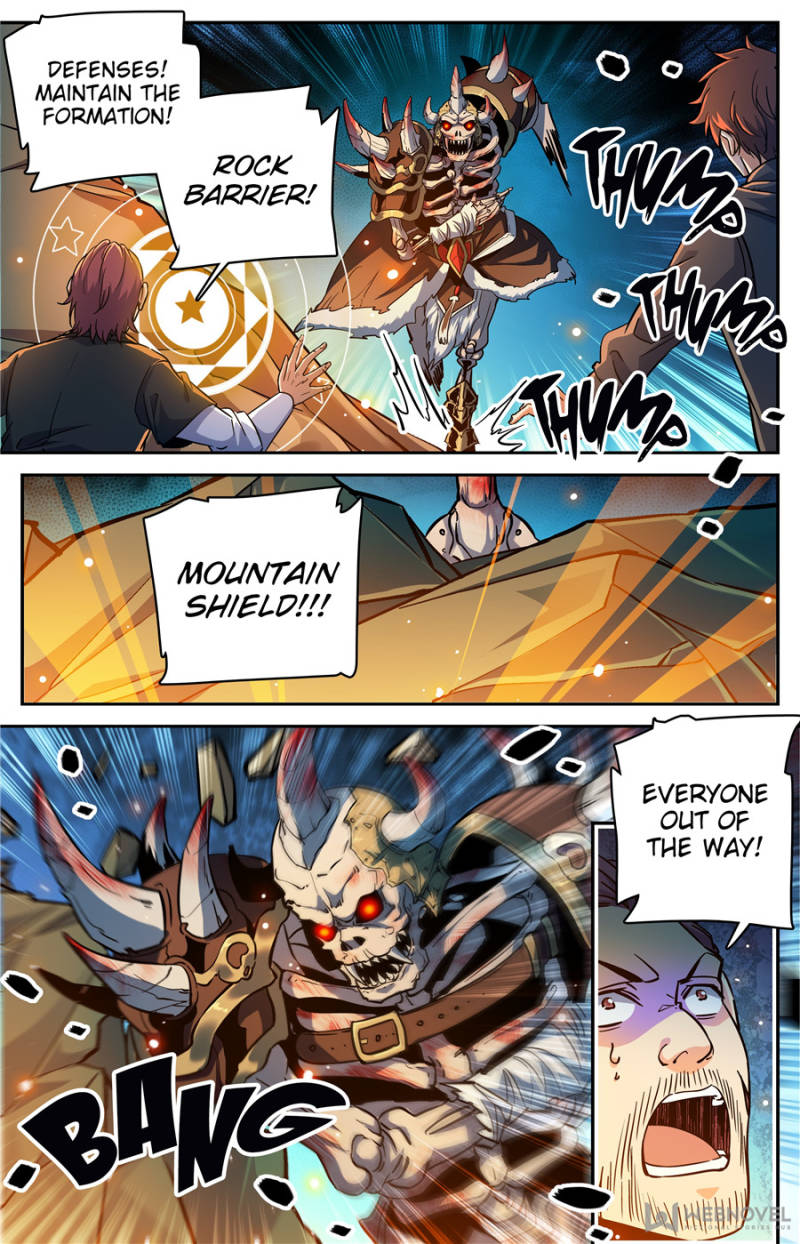 DEFENSES!
MAINTAIN THE
FORMATION!
ROCK
BARRIER!
THUMP
THUMP
THUMP
MOUNTAIN
SHIELD!!!
EVERYONE
OUT OF
THE WAY!
BANG
WEBNOVEL